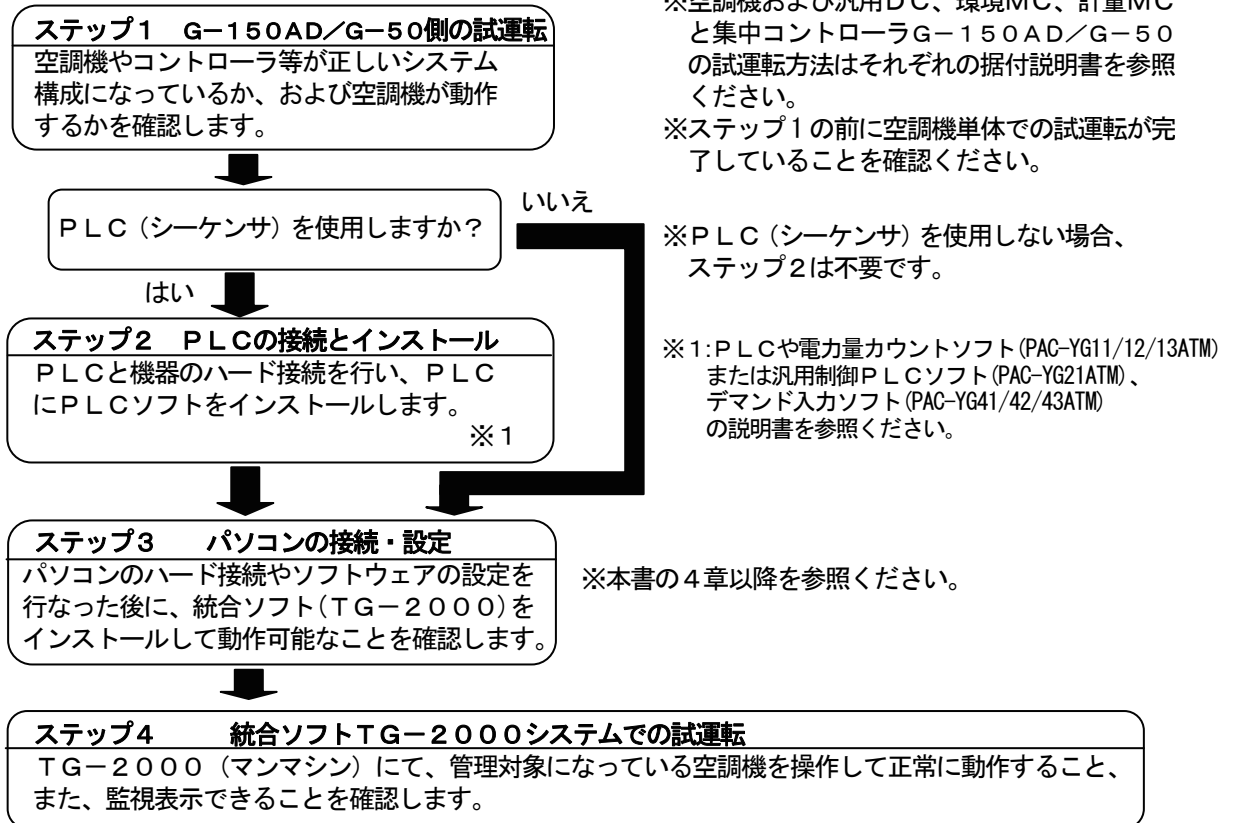 ステップ1　G－150AD／G－50側の試運転
空調機やコントローラ等が正しいシステム
構成になっているか、および空調機が動作
するかを確認します。
※空調機および汎用DC、環境MC、計量MC
と集中コントローラG－150AD／G－50
の試運転方法はそれぞれの据付説明書を参照
ください。
※ステップ1の前に空調機単体での試運転が完
了していることを確認ください。
PLC（シーケンサ）を使用しますか？
いいえ
※PLC（シーケンサ）を使用しない場合、
ステップ2は不要です。
はい
ステップ2　PLCの接続とインストール
PLCと機器のハード接続を行い、PLC
にPLCソフトをインストールします。
※1
※1:PLCや電力量カウントソフト(PAC-YG11/12/13ATM)
または汎用制御PLCソフト(PAC-YG21ATM)、
デマンド入力ソフト(PAC-YG41/42/43ATM)
の説明書を参照ください。
ステップ3　パソコンの接続・設定
パソコンのハード接続やソフトウェアの設定を
行なった後に、統合ソフト(TG－2000)を
インストールして動作可能なことを確認します。
※本書の4章以降を参照ください。
ステップ4　統合ソフトTG－2000システムでの試運転
TG－2000（マンマシン）にて、管理対象になっている空調機を操作して正常に動作すること、
また、監視表示できることを確認します。